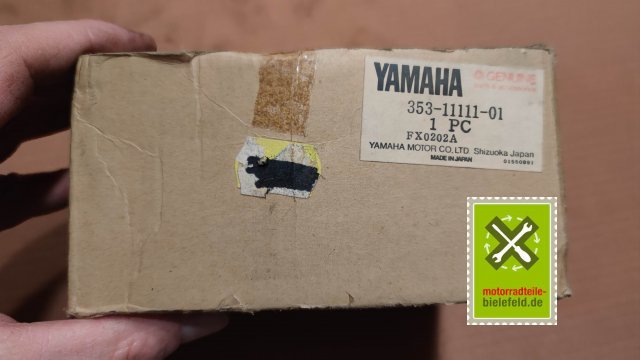 YAMAHA
GENUINE
353-11111-01
1 PC
FX0202A
YAMAHA MOTOR CO., LTD. Shizuoka Japan
MADE IN JAPAN
motorradteile-
bielefeld.de